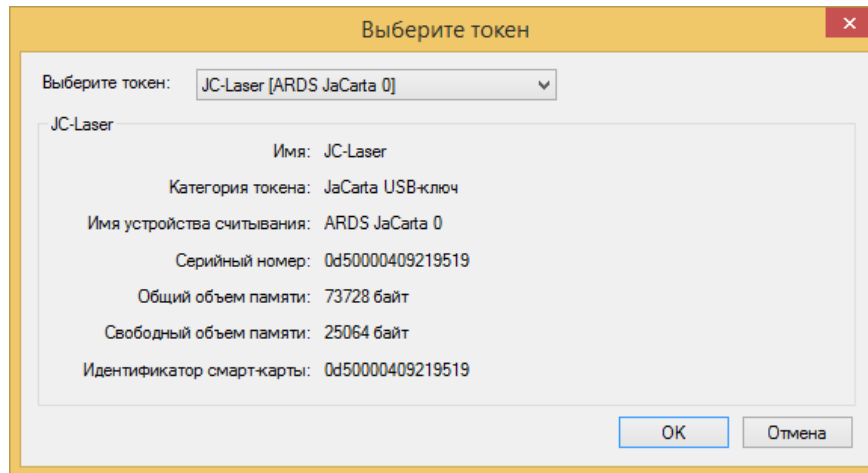 Выберите токен
Выберите токен: JC-Laser [ARDS JaCarta 0]
JC-Laser
Имя: JC-Laser
Категория токена: JaCarta USB-ключ
Имя устройства считывания: ARDS JaCarta 0
Серийный номер: 0d50000409219519
Общий объем памяти: 73728 байт
Свободный объем памяти: 25064 байт
Идентификатор смарт-карты: 0d50000409219519
OK Отмена